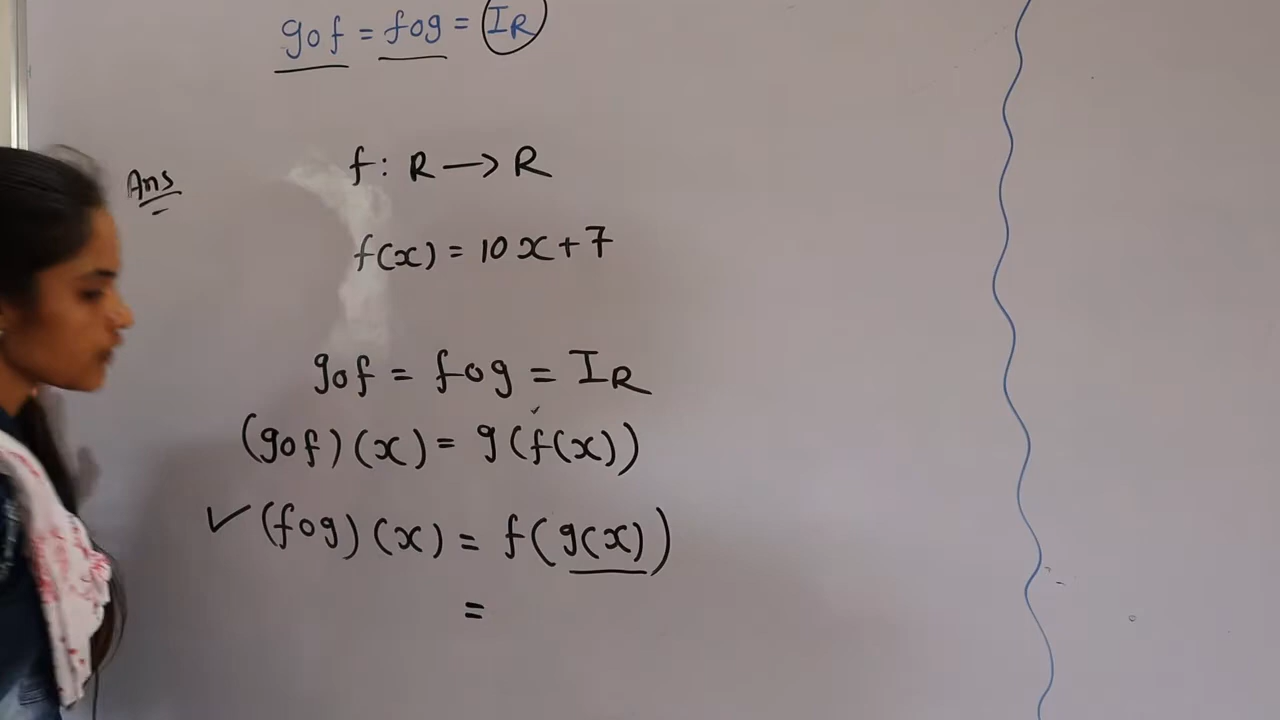 gof = fog = IR
Ans
f: R → R
f(x) = 10x + 7
gof = fog = IR
(gof)(x) = g(f(x))
✓ (fog)(x) = f(g(x))
=